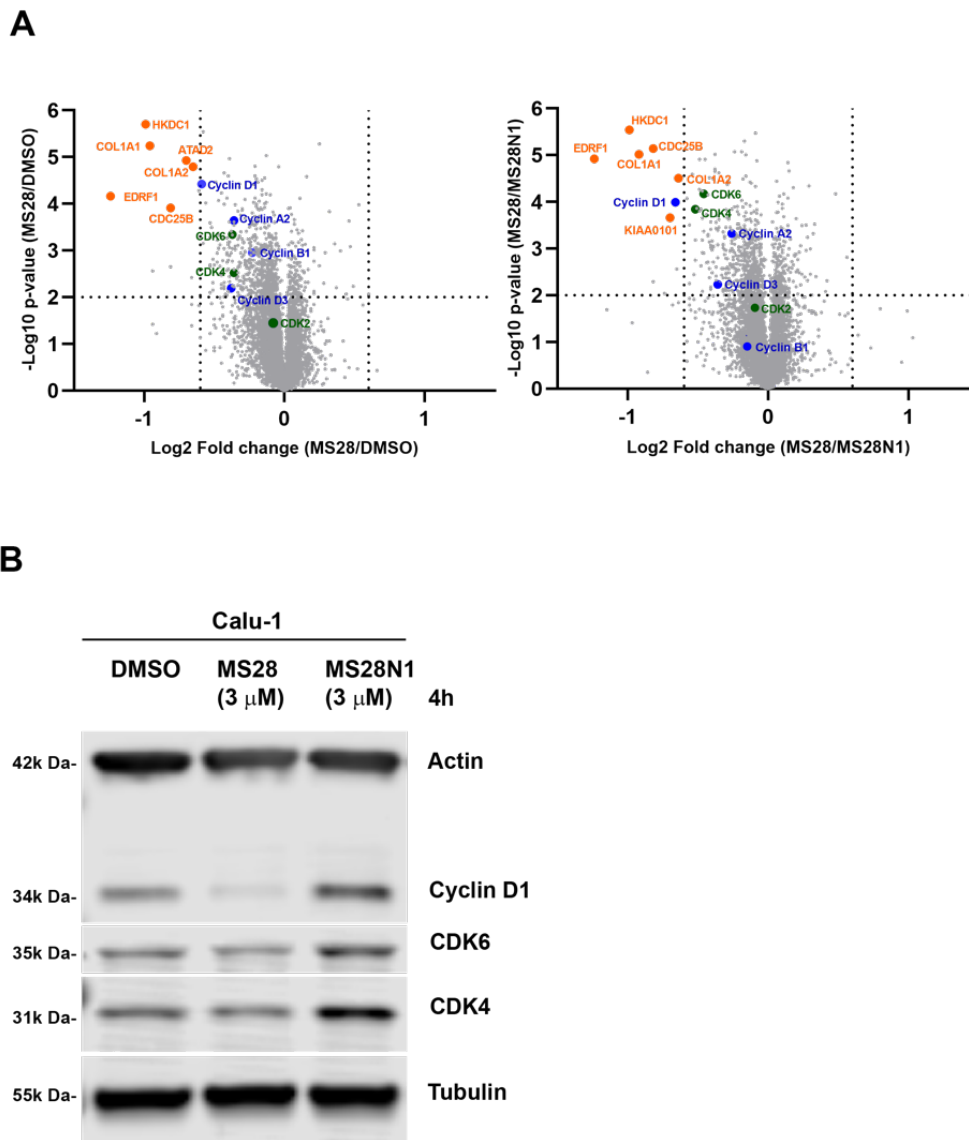 A
-Log10 p-value (MS28/DMSO)
6
5
4
3
2
1
0
HKDC1
COL1A1
ATAD2
COL1A2
Cyclin D1
EDRF1
CDC25B
Cyclin A2
CDK6
Cyclin B1
CDK4
Cyclin D3
CDK2
-1
0
1
Log2 Fold change (MS28/DMSO)
-Log10 p-value (MS28/MS28N1)
6
5
4
3
2
1
0
HKDC1
EDRF1
CDC25B
COL1A1
COL1A2
CDK6
Cyclin D1
CDK4
KIAA0101
Cyclin A2
Cyclin D3
CDK2
Cyclin B1
-1
0
1
Log2 Fold change (MS28/MS28N1)
B
Calu-1
DMSO MS28 MS28N1
(3 μM) (3 μM) 4h
42k Da- Actin
34k Da- Cyclin D1
35k Da- CDK6
31k Da- CDK4
55k Da- Tubulin